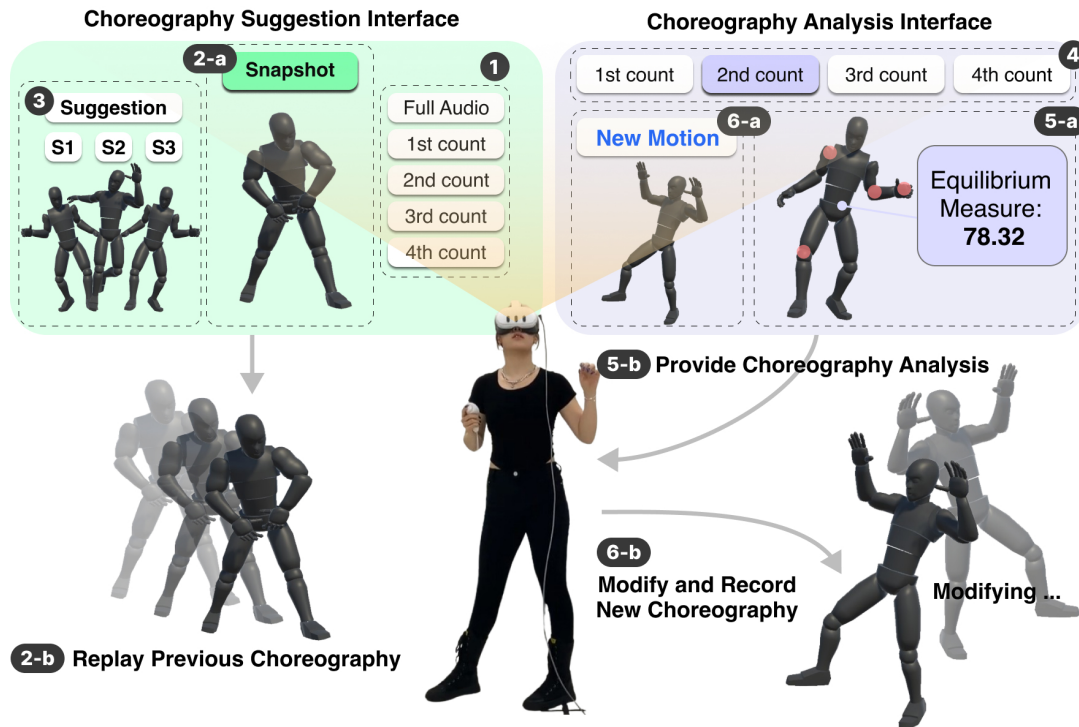 Choreography Suggestion Interface
2-a
Snapshot
1
3
Suggestion
S1 S2 S3
Full Audio
1st count
2nd count
3rd count
4th count
Choreography Analysis Interface
4
1st count 2nd count 3rd count 4th count
6-a
New Motion
5-a
Equilibrium
Measure:
78.32
5-b Provide Choreography Analysis
6-b
Modify and Record
New Choreography
Modifying ...
2-b Replay Previous Choreography